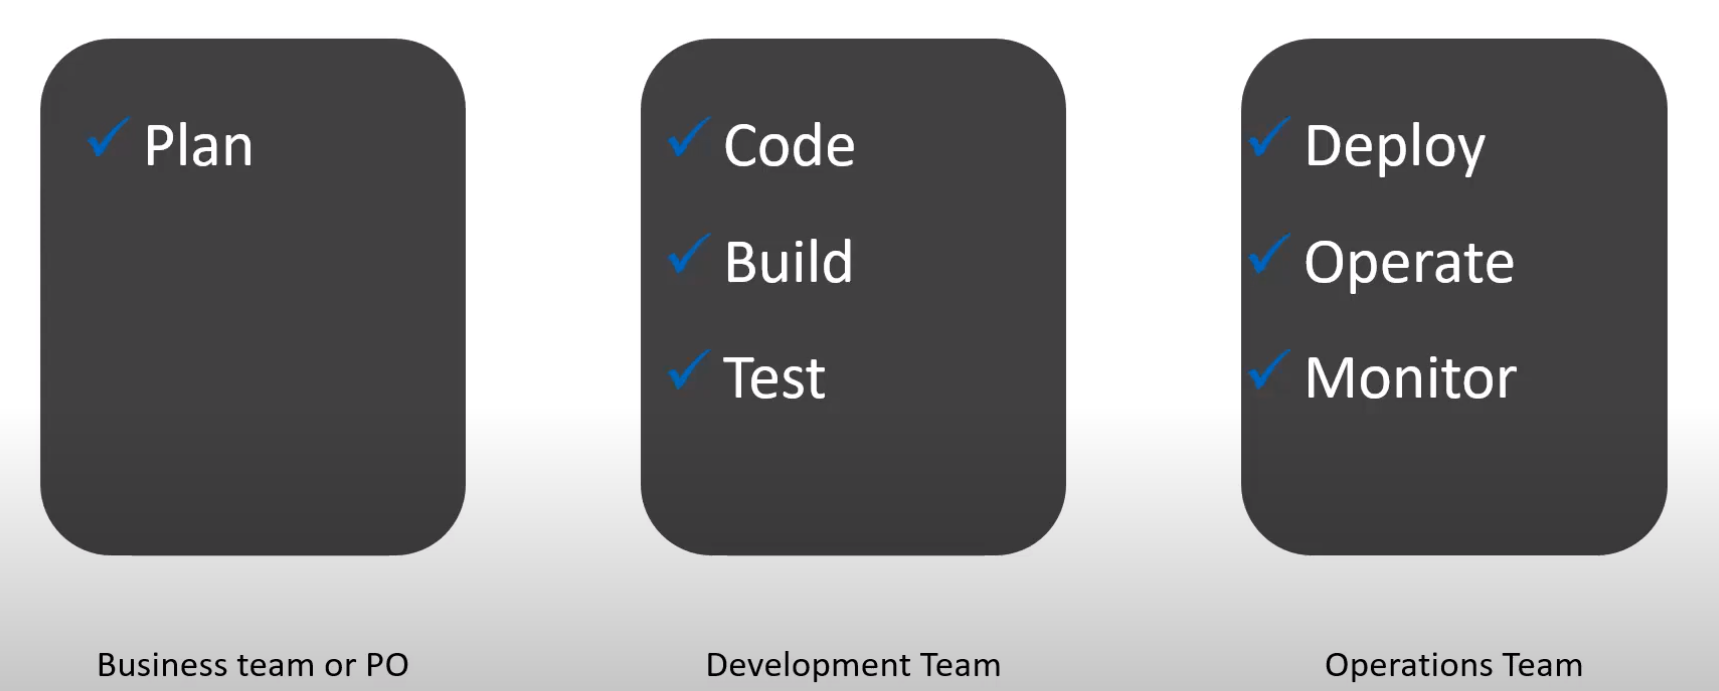 Plan
Business team or PO
Code
Build
Test
Development Team
Deploy
Operate
Monitor
Operations Team